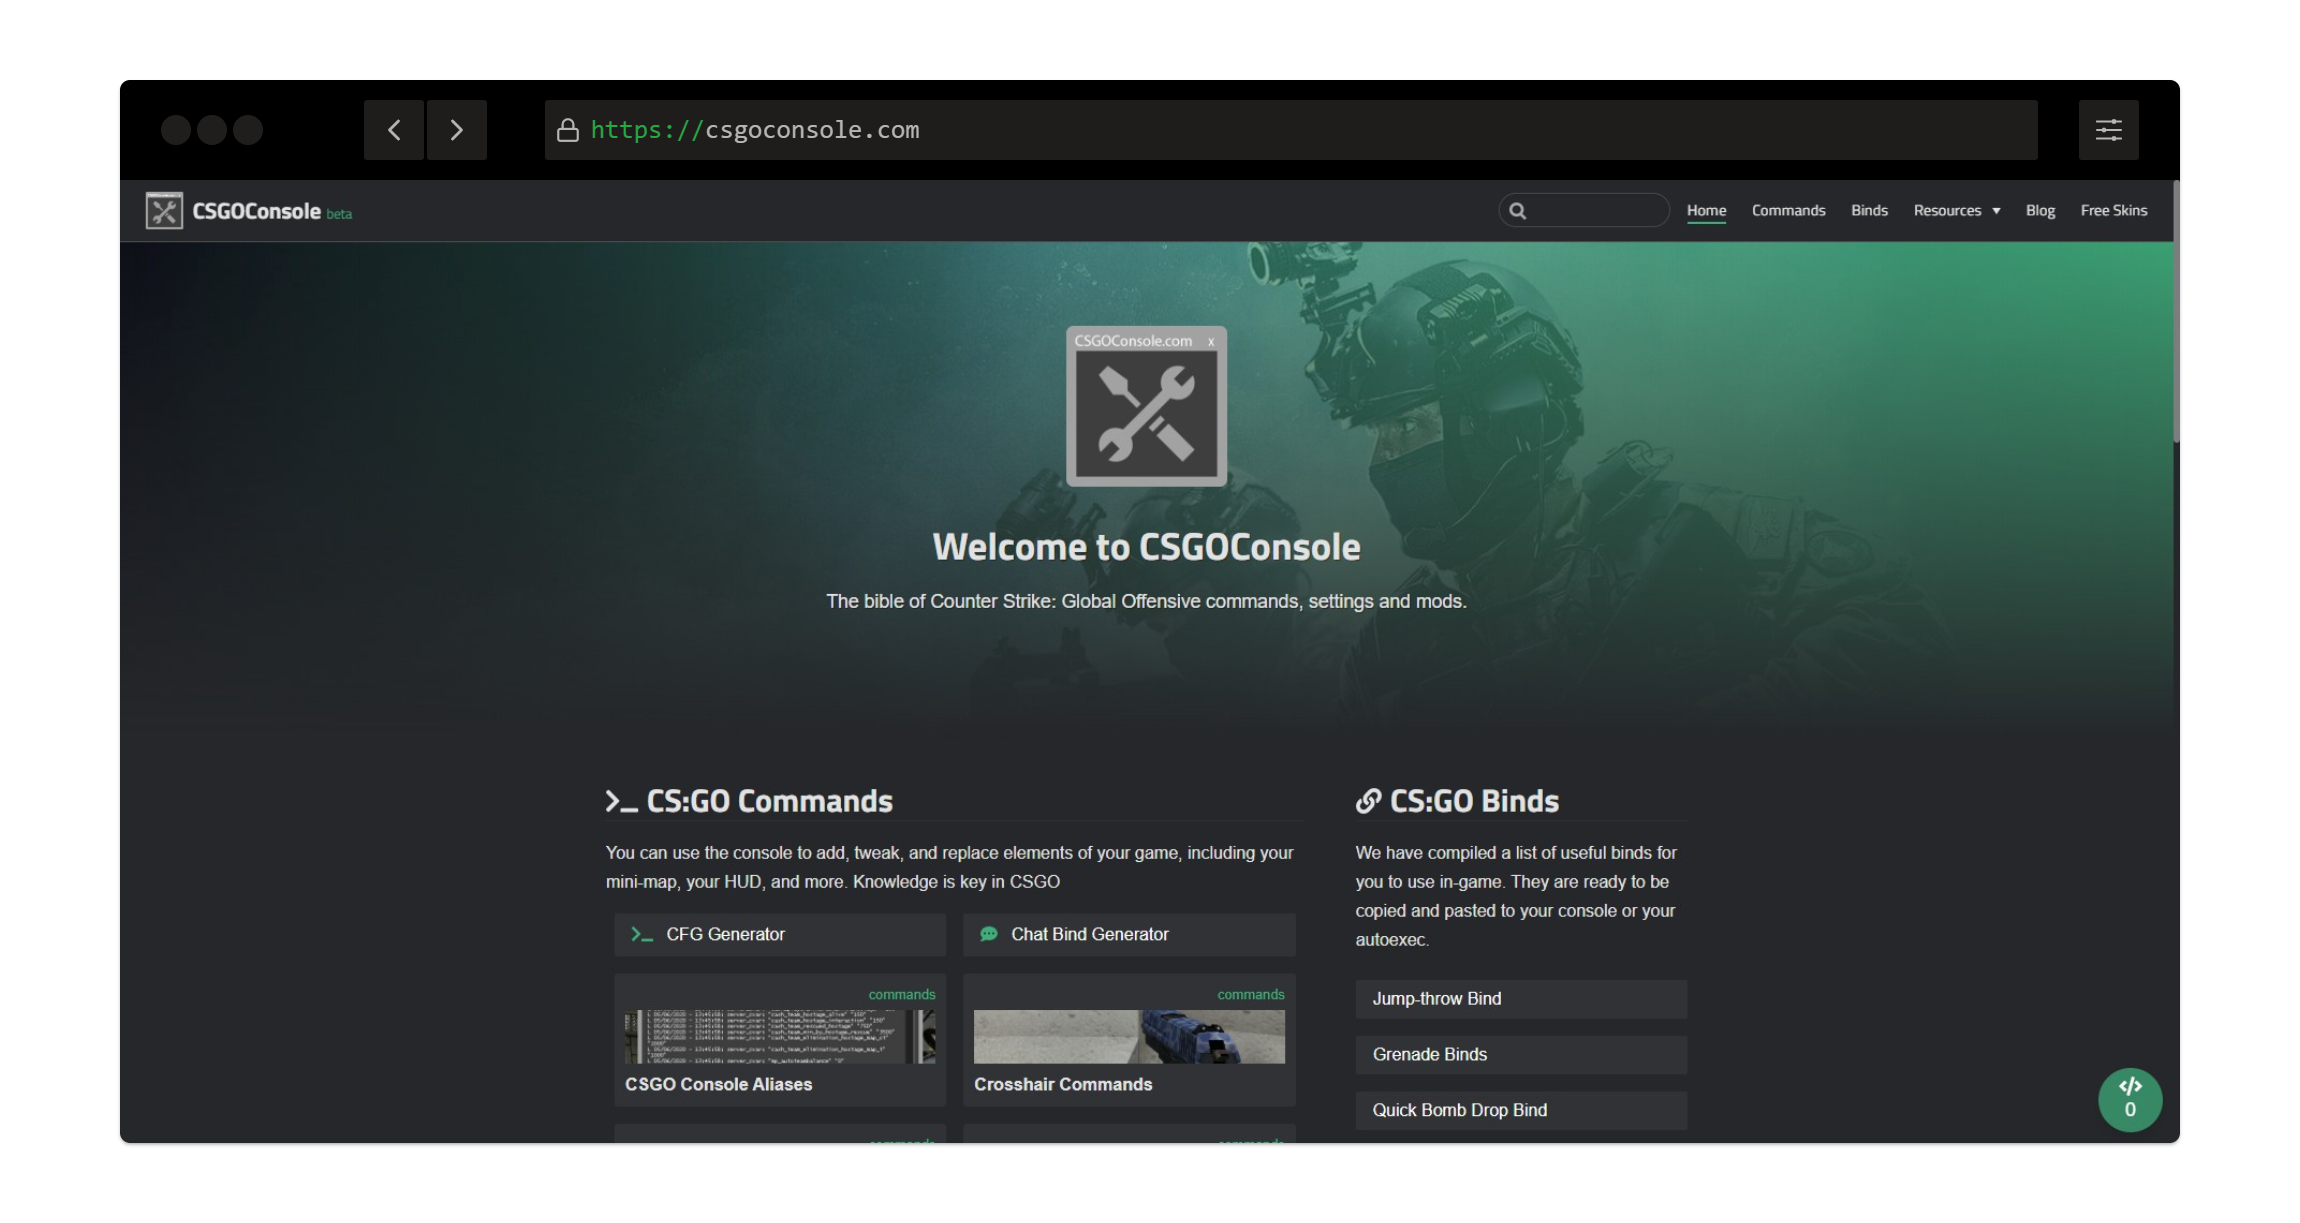 https://csgoconsole.com
CSGOConsole beta
Home Commands Binds Resources Blog Free Skins
CSGOConsole.com x
Welcome to CSGOConsole
The bible of Counter Strike: Global Offensive commands, settings and mods.
>_ CS:GO Commands
You can use the console to add, tweak, and replace elements of your game, including your
mini-map, your HUD, and more. Knowledge is key in CSGO
>_ CFG Generator
Chat Bind Generator
commands
CSGO Console Aliases
commands
Crosshair Commands
CS:GO Binds
We have compiled a list of useful binds for
you to use in-game. They are ready to be
copied and pasted to your console or your
autoexec.
Jump-throw Bind
Grenade Binds
Quick Bomb Drop Bind
</>
0